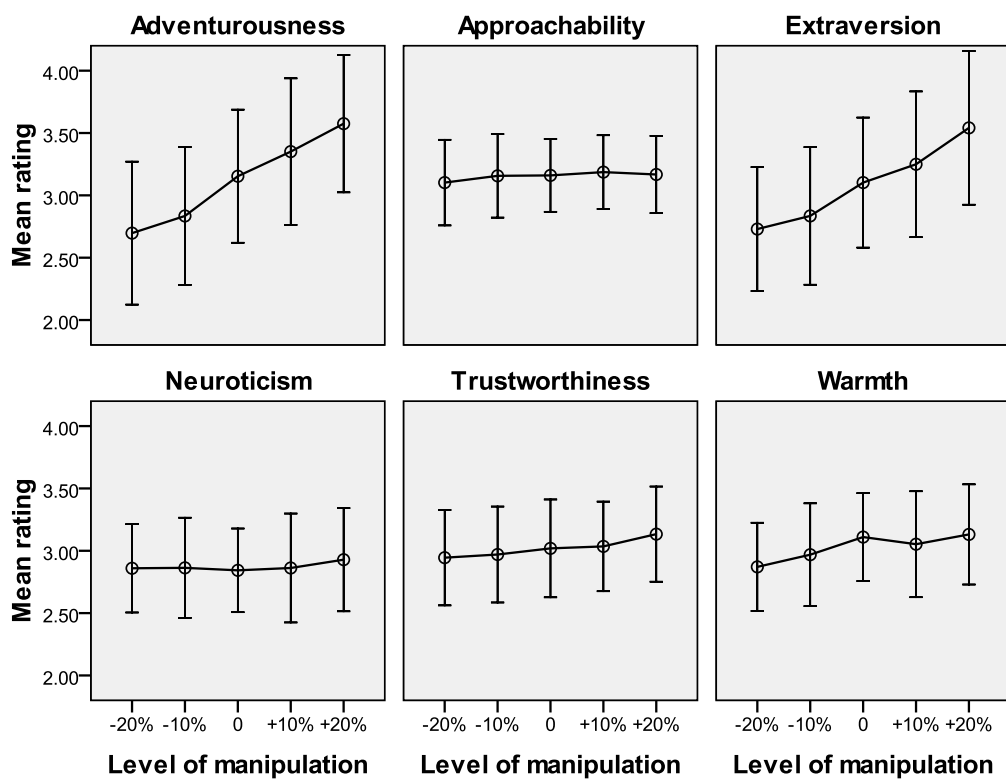 Adventurousness Approachability Extraversion
Mean rating
4.00
3.50
3.00
2.50
2.00
Neuroticism Trustworthiness Warmth
Mean rating
4.00
3.50
3.00
2.50
2.00
-20% -10% 0 +10% +20% -20% -10% 0 +10% +20% -20% -10% 0 +10% +20%
Level of manipulation Level of manipulation Level of manipulation